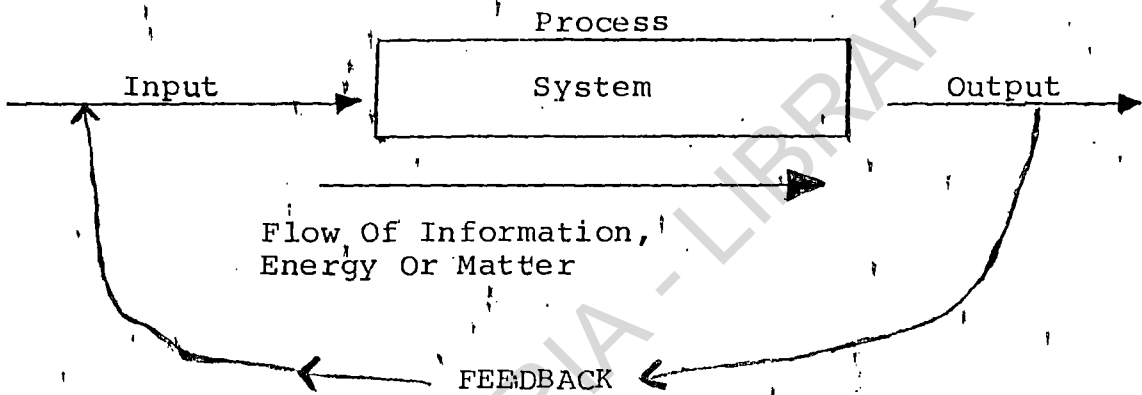 Process
Input
System
Output
Flow Of Information,
Energy Or Matter
FEEDBACK